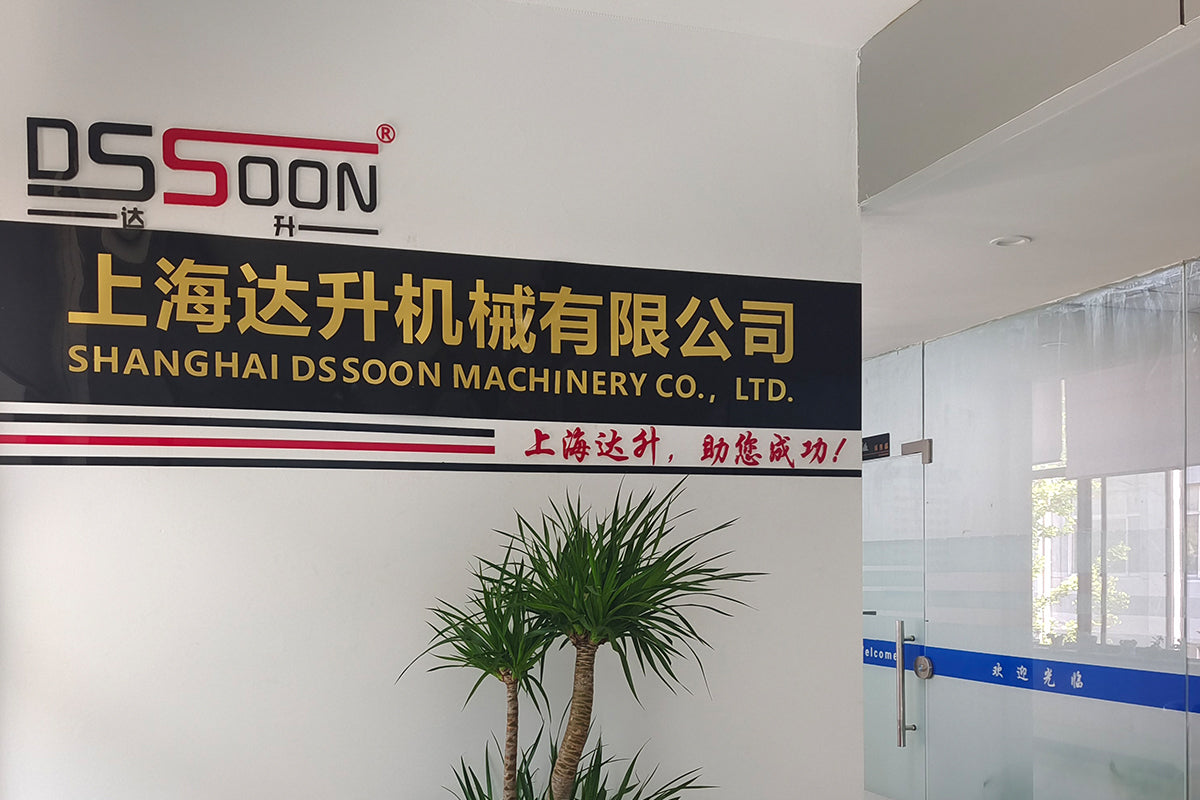 DSSOON®
达 升
上海达升机械有限公司
SHANGHAI DSSOON MACHINERY CO., LTD.
上海达升，助您成功!
elcome
欢迎光临